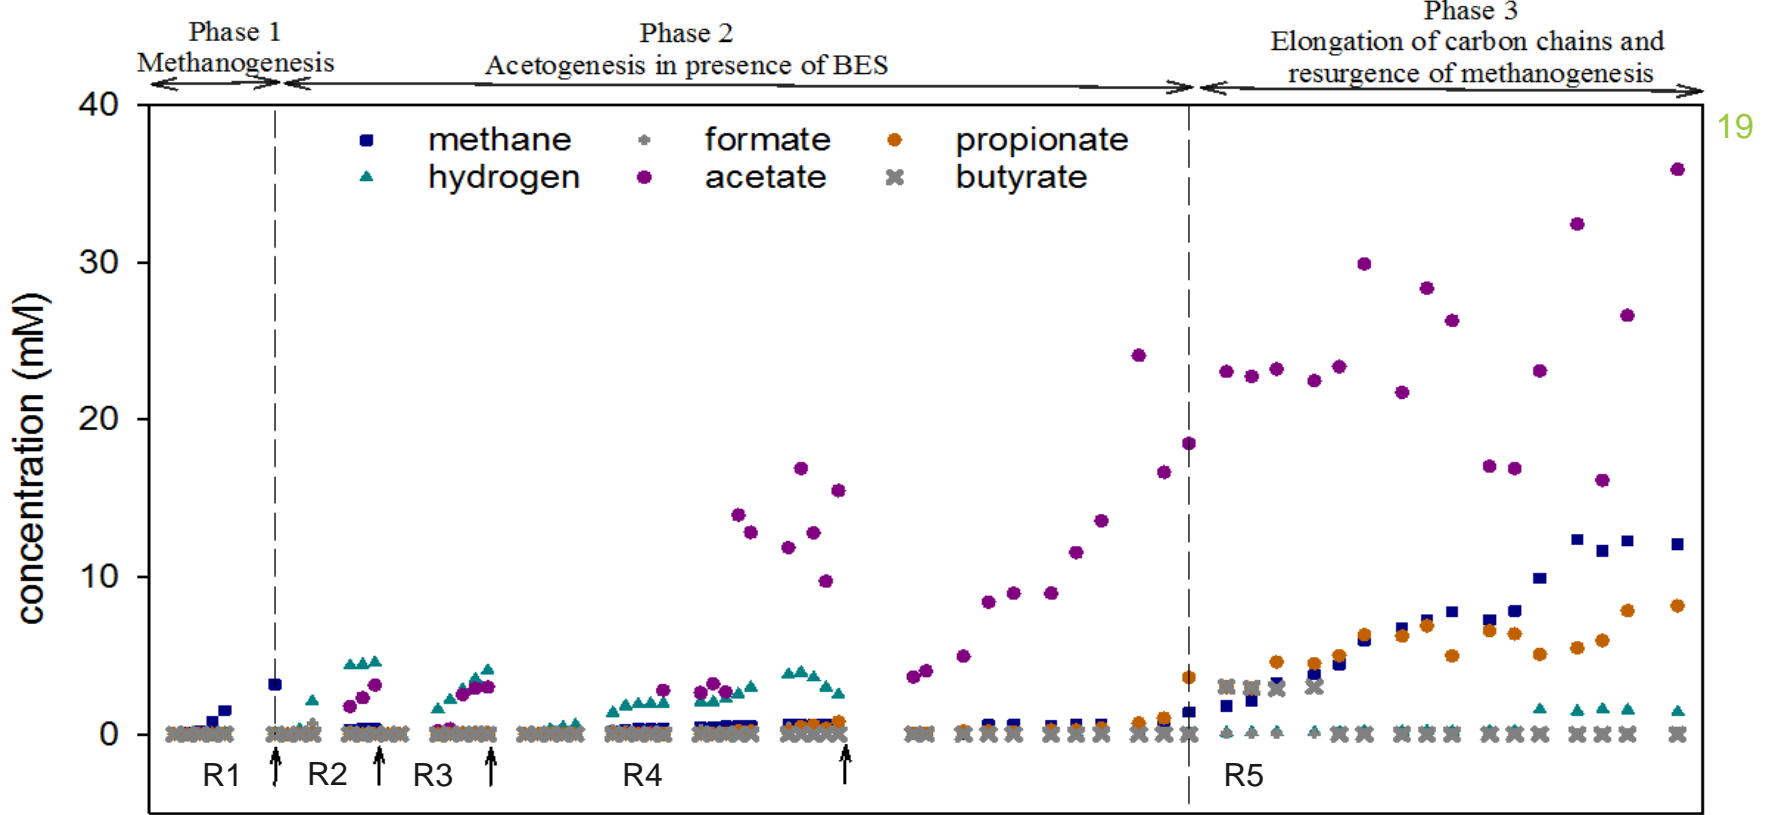 Phase 1
Methanogenesis
Phase 2
Acetogenesis in presence of BES
Phase 3
Elongation of carbon chains and
resurgence of methanogenesis
19
methane formate propionate
hydrogen acetate butyrate
concentration (mM)
40
30
20
10
0
R1 R2 R3 R4 R5